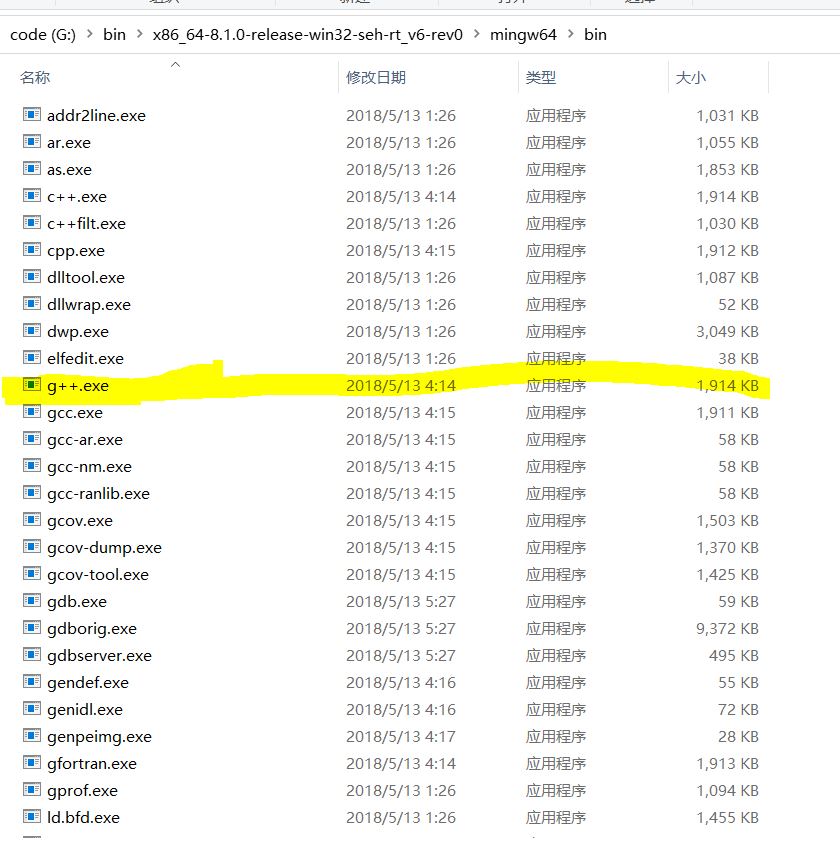 code (G:) > bin > x86_64-8.1.0-release-win32-seh-rt_v6-rev0 > mingw64 > bin
名称 修改日期 类型 大小
addr2line.exe 2018/5/13 1:26 应用程序 1,031 KB
ar.exe 2018/5/13 1:26 应用程序 1,055 KB
as.exe 2018/5/13 1:26 应用程序 1,853 KB
c++.exe 2018/5/13 4:14 应用程序 1,914 KB
c++filt.exe 2018/5/13 1:26 应用程序 1,030 KB
cpp.exe 2018/5/13 4:15 应用程序 1,912 KB
dlltool.exe 2018/5/13 1:26 应用程序 1,087 KB
dllwrap.exe 2018/5/13 1:26 应用程序 52 KB
dwp.exe 2018/5/13 1:26 应用程序 3,049 KB
elfedit.exe 2018/5/13 1:26 应用程序 38 KB
g++.exe 2018/5/13 4:14 应用程序 1,914 KB
gcc.exe 2018/5/13 4:15 应用程序 1,911 KB
gcc-ar.exe 2018/5/13 4:15 应用程序 58 KB
gcc-nm.exe 2018/5/13 4:15 应用程序 58 KB
gcc-ranlib.exe 2018/5/13 4:15 应用程序 58 KB
gcov.exe 2018/5/13 4:15 应用程序 1,503 KB
gcov-dump.exe 2018/5/13 4:15 应用程序 1,370 KB
gcov-tool.exe 2018/5/13 4:15 应用程序 1,425 KB
gdb.exe 2018/5/13 5:27 应用程序 59 KB
gdborig.exe 2018/5/13 5:27 应用程序 9,372 KB
gdbserver.exe 2018/5/13 5:27 应用程序 495 KB
gendef.exe 2018/5/13 4:16 应用程序 55 KB
genidl.exe 2018/5/13 4:16 应用程序 72 KB
genpeimg.exe 2018/5/13 4:17 应用程序 28 KB
gfortran.exe 2018/5/13 4:14 应用程序 1,913 KB
gprof.exe 2018/5/13 1:26 应用程序 1,094 KB
ld.bfd.exe 2018/5/13 1:26 应用程序 1,455 KB